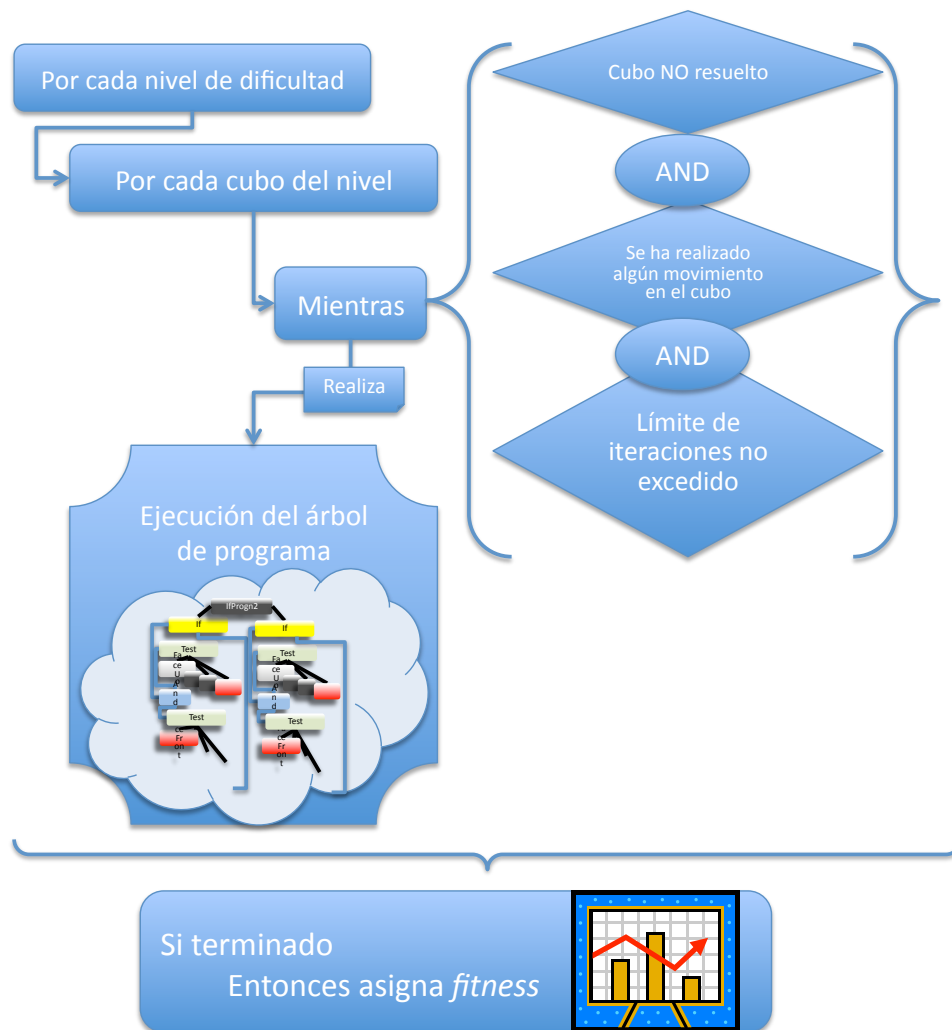 Por cada nivel de dificultad
Por cada cubo del nivel
Mientras
Realiza
Cubo NO resuelto
AND
Se ha realizado
algún movimiento
en el cubo
AND
Límite de
iteraciones no
excedido
Ejecución del árbol
de programa
IfProgn2
If
If
Test
Test
Test
Test
Si terminado
Entonces asigna fitness